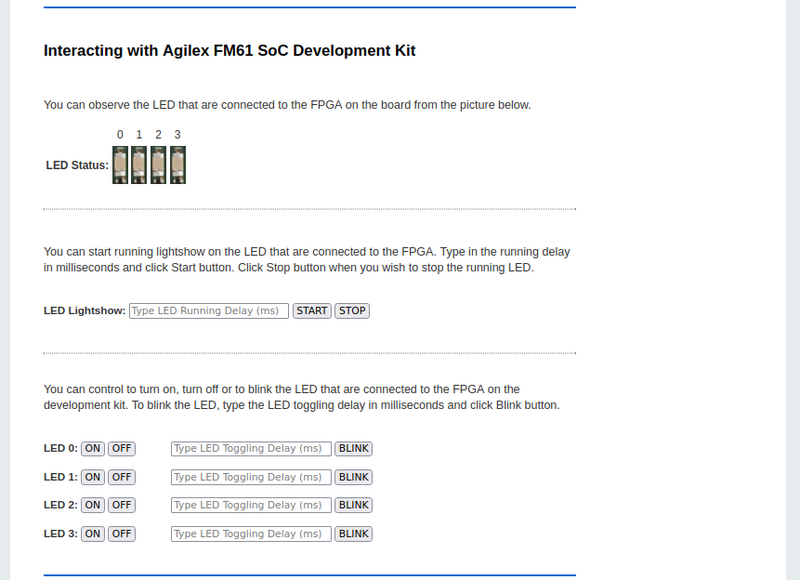 Interacting with Agilex FM61 SoC Development Kit
You can observe the LED that are connected to the FPGA on the board from the picture below.
0 1 2 3
LED Status:
You can start running lightshow on the LED that are connected to the FPGA. Type in the running delay
in milliseconds and click Start button. Click Stop button when you wish to stop the running LED.
LED Lightshow: Type LED Running Delay (ms) START STOP
You can control to turn on, turn off or to blink the LED that are connected to the FPGA on the
development kit. To blink the LED, type the LED toggling delay in milliseconds and click Blink button.
LED 0: ON OFF Type LED Toggling Delay (ms) BLINK
LED 1: ON OFF Type LED Toggling Delay (ms) BLINK
LED 2: ON OFF Type LED Toggling Delay (ms) BLINK
LED 3: ON OFF Type LED Toggling Delay (ms) BLINK